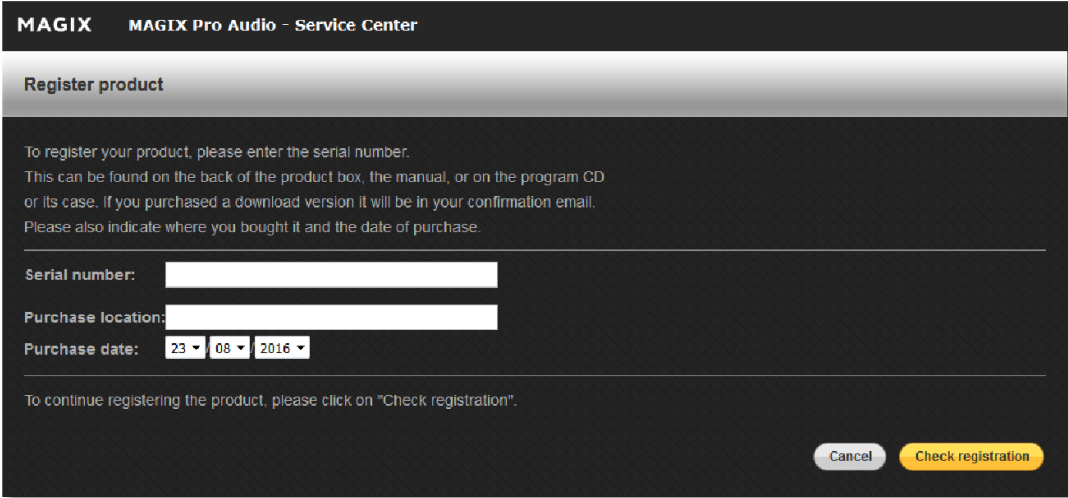 MAGIX MAGIX Pro Audio - Service Center
Register product
To register your product, please enter the serial number.
This can be found on the back of the product box, the manual, or on the program CD
or its case. If you purchased a download version it will be in your confirmation email.
Please also indicate where you bought it and the date of purchase.
Serial number:
Purchase location:
Purchase date: 23 / 08 / 2016
To continue registering the product, please click on "Check registration".
Cancel Check registration